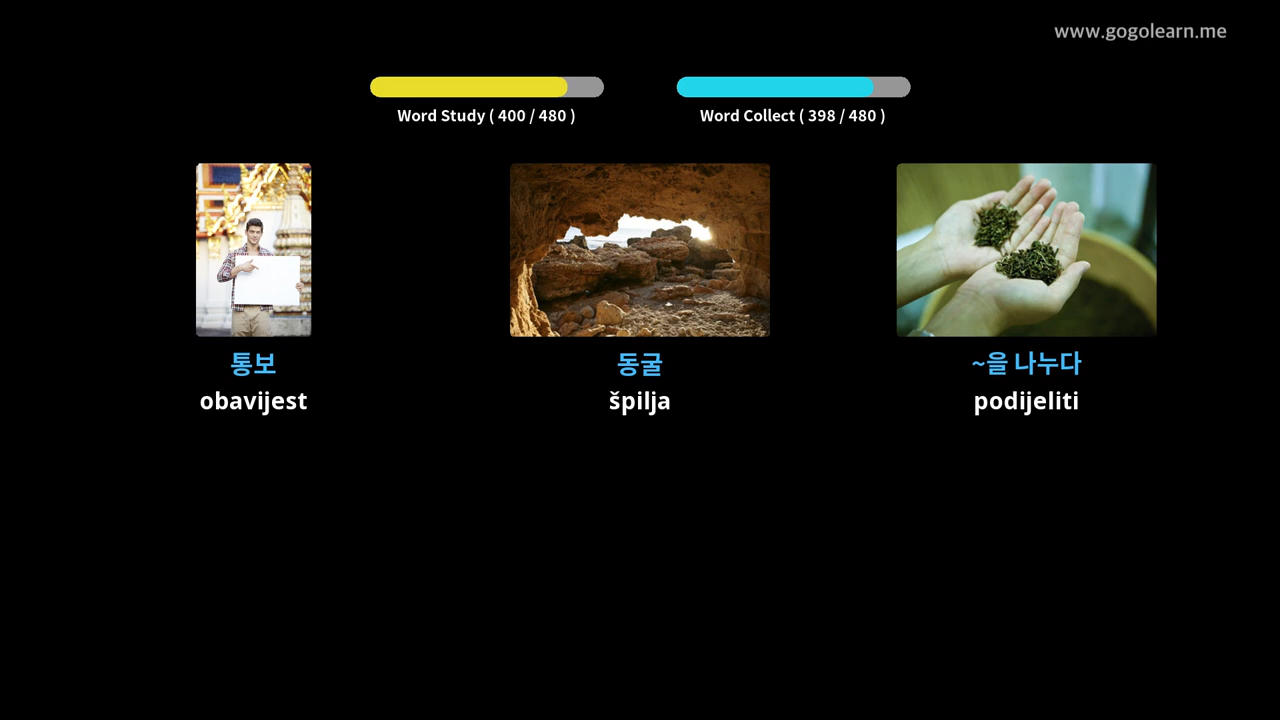 www.gogolearn.me
Word Study ( 400 / 480 )
Word Collect ( 398 / 480 )
통보
동굴
~을 나누다
obavijest
špilja
podijeliti